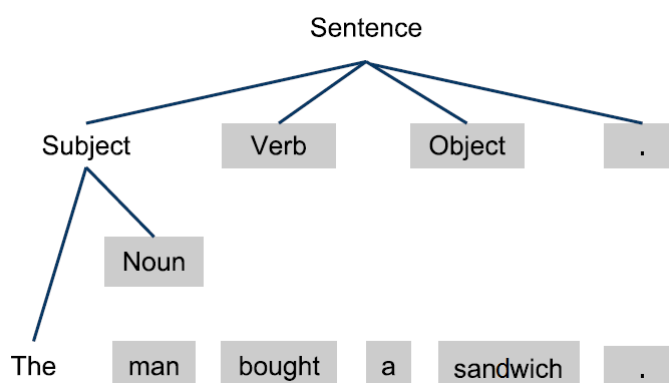 Sentence
Subject Verb Object .
Noun
The man bought a sandwich .